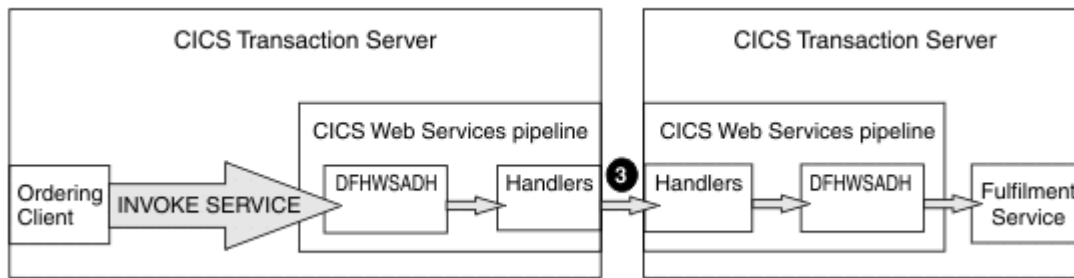 CICS Transaction Server
CICS Transaction Server
CICS Web Services pipeline
CICS Web Services pipeline
Ordering
Client
INVOKE SERVICE
DFHWSADH
Handlers
3
Handlers
DFHWSADH
Fulfilment
Service